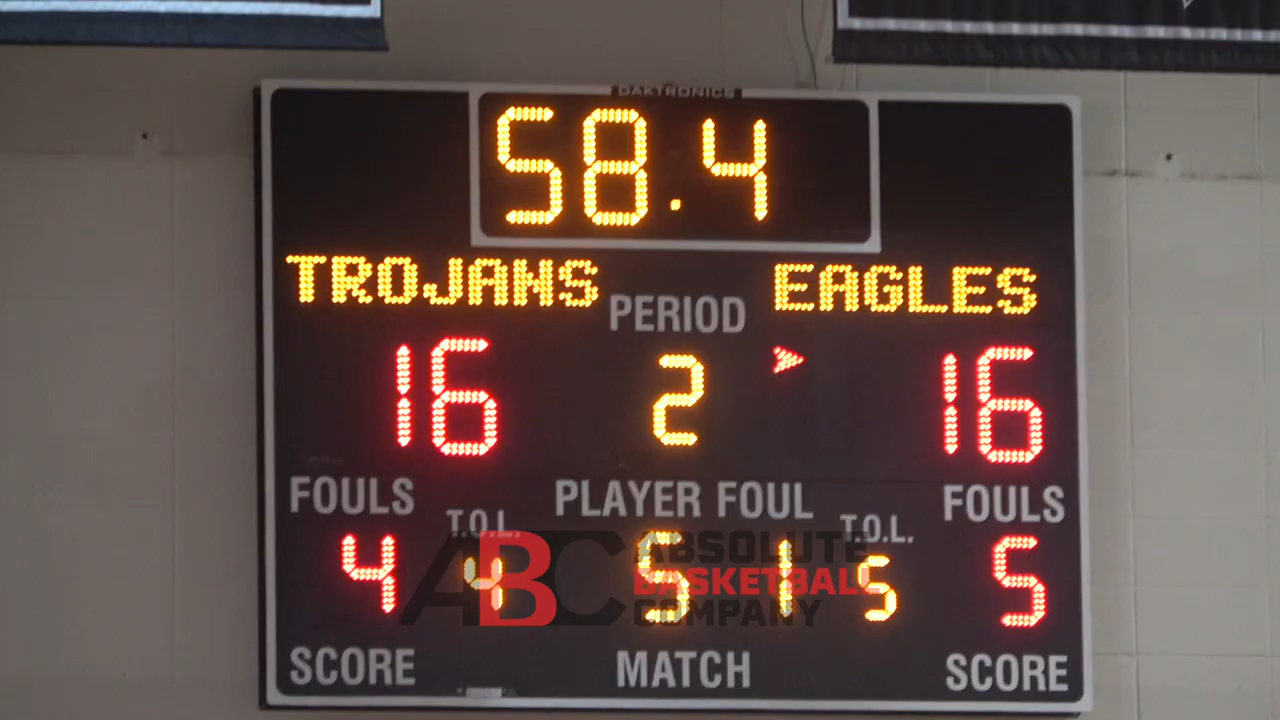 DAKTRONICS
58.4
TROJANS EAGLES
PERIOD
16 2 16
FOULS PLAYER FOUL FOULS
T.O.L. T.O.L.
4 4 5 1 5 5
ABC ABSOLUTE
BASKETBALL
COMPANY
SCORE MATCH SCORE